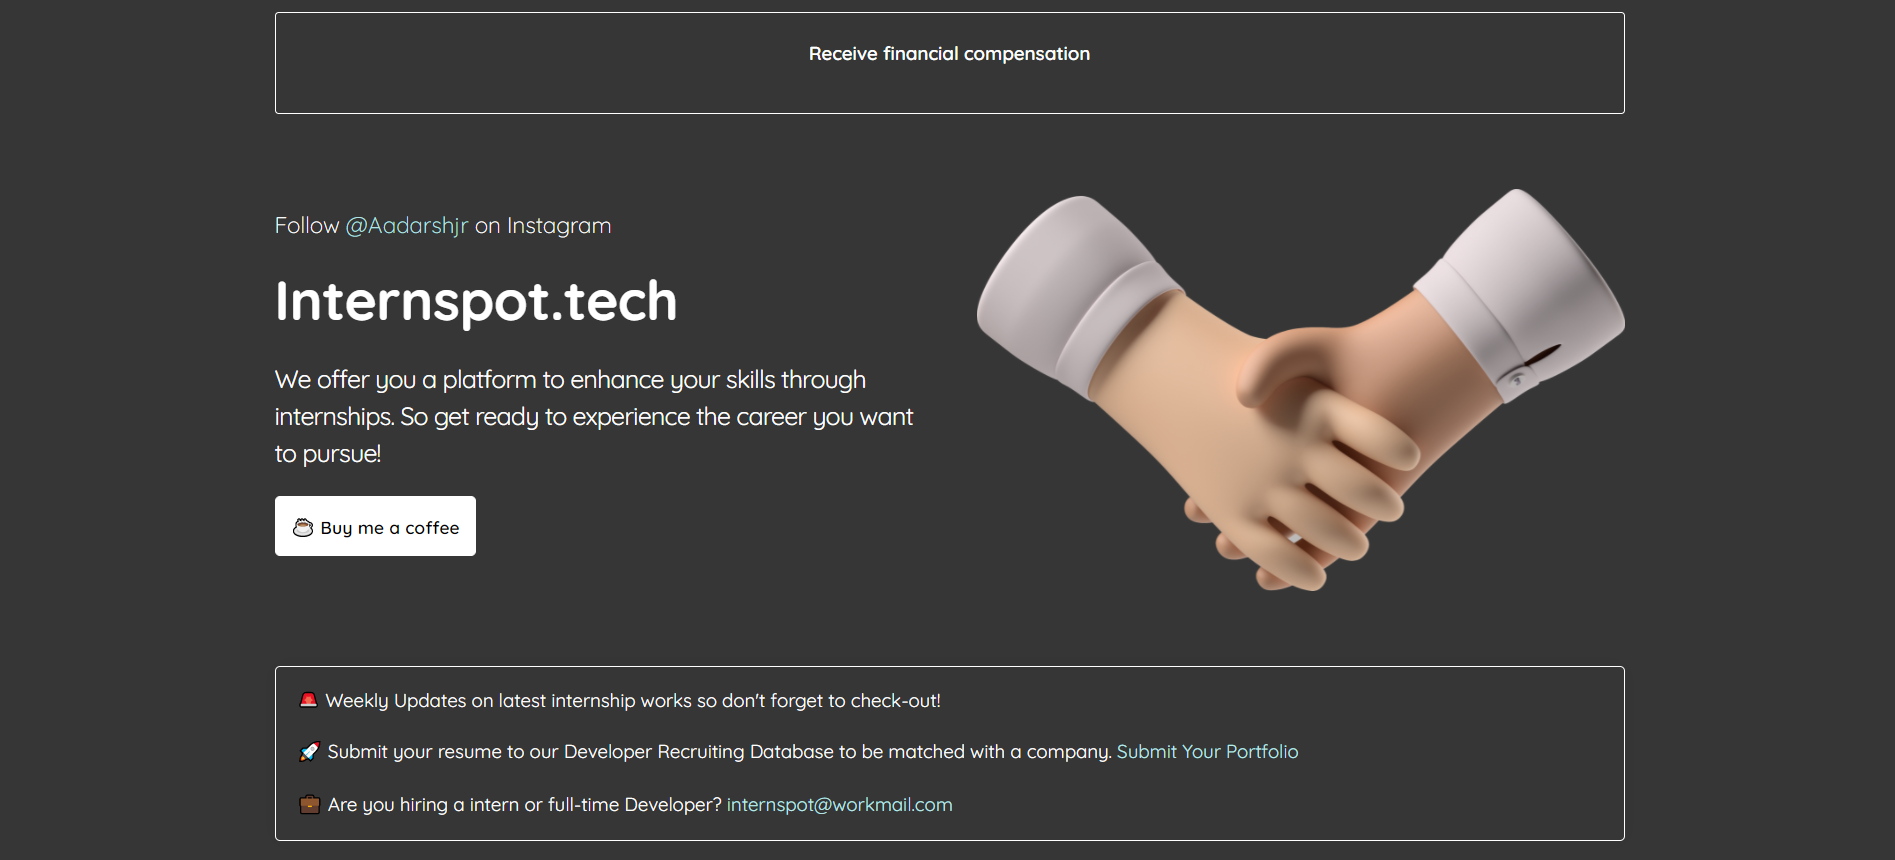 Receive financial compensation
Follow @Aadarshjr on Instagram
Internspot.tech
We offer you a platform to enhance your skills through
internships. So get ready to experience the career you want
to pursue!
Buy me a coffee
Weekly Updates on latest internship works so don't forget to check-out!
Submit your resume to our Developer Recruiting Database to be matched with a company. Submit Your Portfolio
Are you hiring a intern or full-time Developer? internspot@workmail.com